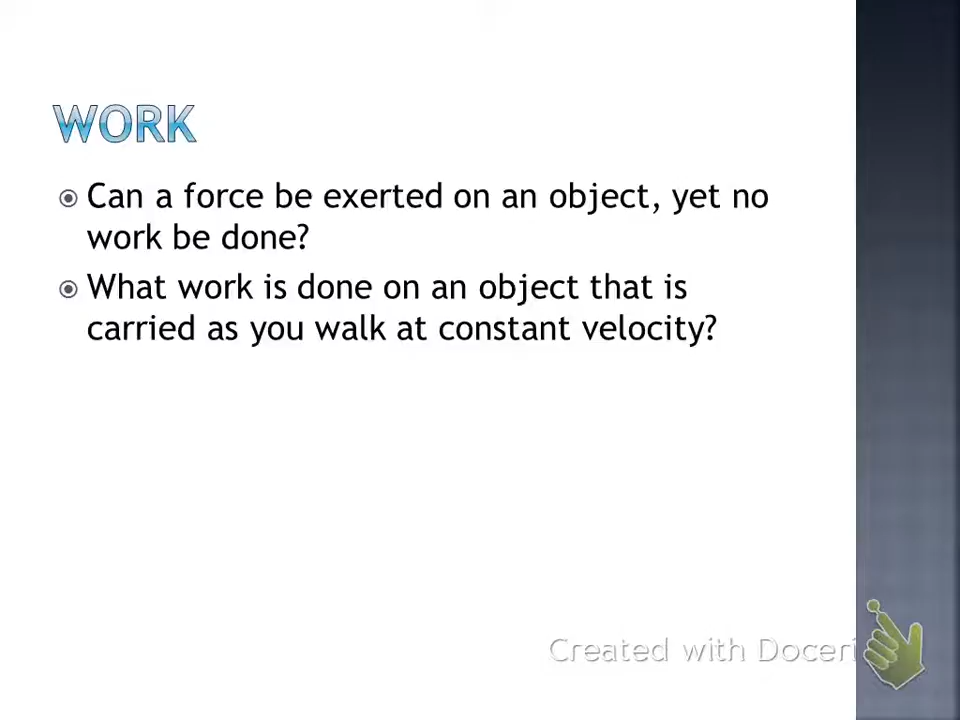 WORK
Can a force be exerted on an object, yet no
work be done?
What work is done on an object that is
carried as you walk at constant velocity?
Created with Doceri